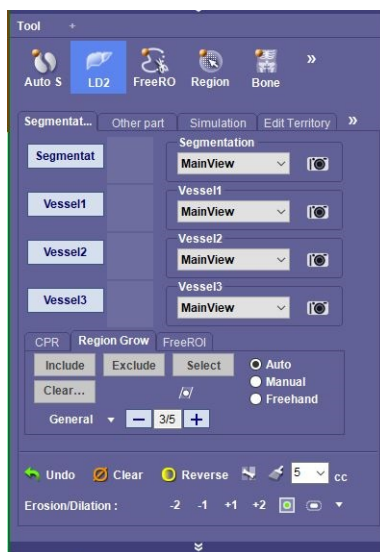 Tool +
Auto S LD2 FreeRO Region Bone »
Segmentat... Other part Simulation Edit Territory »
Segmentation
Segmentat MainView
Vessel1
Vessel1 MainView
Vessel2
Vessel2 MainView
Vessel3
Vessel3 MainView
CPR Region Grow FreeROI
Include Exclude Select Auto
Manual
Clear... Freehand
General − 3/5 +
Undo Clear Reverse 5 cc
Erosion/Dilation : -2 -1 +1 +2